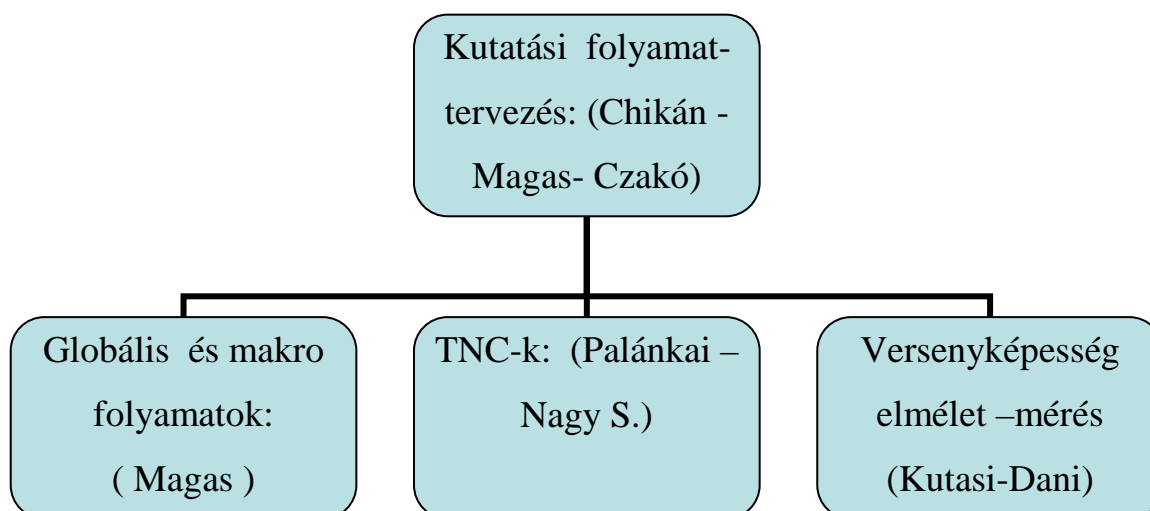 Kutatási folyamat-
tervezés: (Chikán -
Magas- Czakó)
Globális és makro
folyamatok:
( Magas )
TNC-k: (Palánkai –
Nagy S.)
Versenyképesség
elmélet –mérés
(Kutasi-Dani)